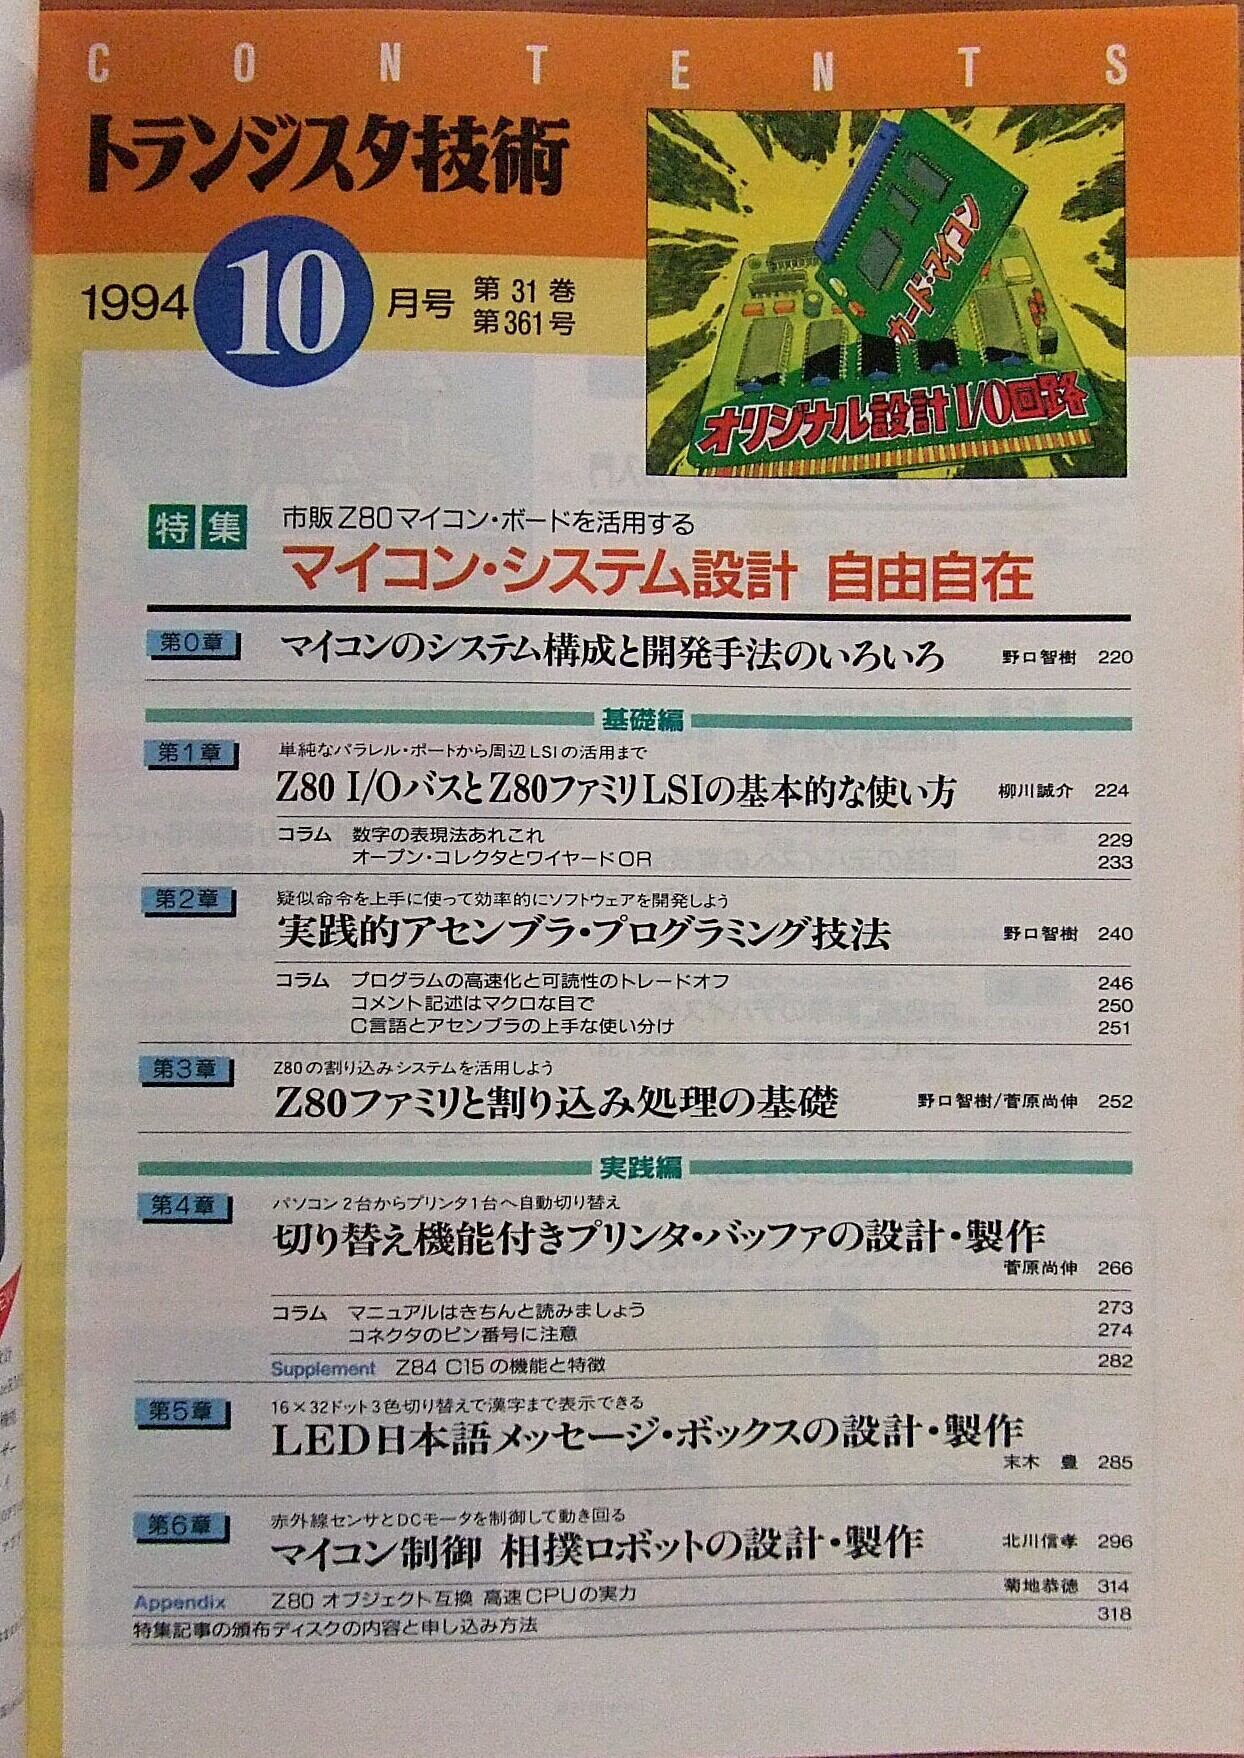 CONTENTS
トランジスタ技術
1994 10 月号 第31巻
第361号
カード・マイコン
オリジナル設計I/O回路
特集 市販Z80マイコン・ボードを活用する
マイコン・システム設計 自由自在
第0章 マイコンのシステム構成と開発手法のいろいろ 野口智樹 220
基礎編
第1章 単純なパラレル・ポートから周辺LSIの活用まで
Z80 I/OバスとZ80ファミリLSIの基本的な使い方 柳川誠介 224
コラム 数字の表現法あれこれ 229
オープン・コレクタとワイヤードOR 233
第2章 疑似命令を上手に使って効率的にソフトウェアを開発しよう
実践的アセンブラ・プログラミング技法 野口智樹 240
コラム プログラムの高速化と可読性のトレードオフ 246
コメント記述はマクロな目で 250
C言語とアセンブラの上手な使い分け 251
第3章 Z80の割り込みシステムを活用しよう
Z80ファミリと割り込み処理の基礎 野口智樹/菅原尚伸 252
実践編
第4章 パソコン2台からプリンタ1台へ自動切り替え
切り替え機能付きプリンタ・バッファの設計・製作
菅原尚伸 266
コラム マニュアルはきちんと読みましょう 273
コネクタのピン番号に注意 274
Supplement Z84 C15の機能と特徴 282
第5章 16×32ドット3色切り替えで漢字まで表示できる
LED日本語メッセージ・ボックスの設計・製作
末木 豊 285
第6章 赤外線センサとDCモータを制御して動き回る
マイコン制御 相撲ロボットの設計・製作 北川信孝 296
Appendix Z80 オブジェクト互換 高速CPUの実力 菊地恭徳 314
特集記事の頒布ディスクの内容と申し込み方法 318